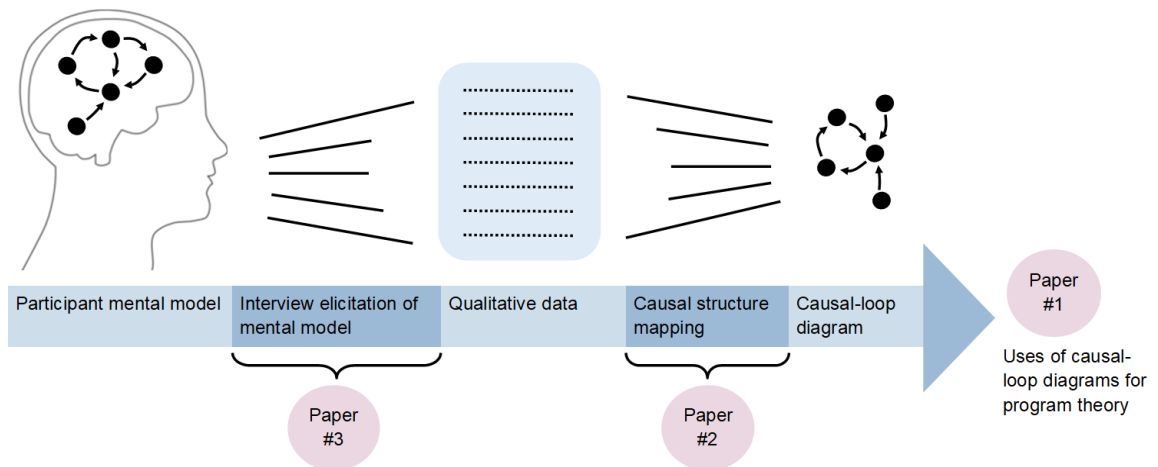 Participant mental model
Interview elicitation of
mental model
Qualitative data
Causal structure
mapping
Causal-loop
diagram
Paper
#1
Uses of causal-
loop diagrams for
program theory
Paper
#3
Paper
#2